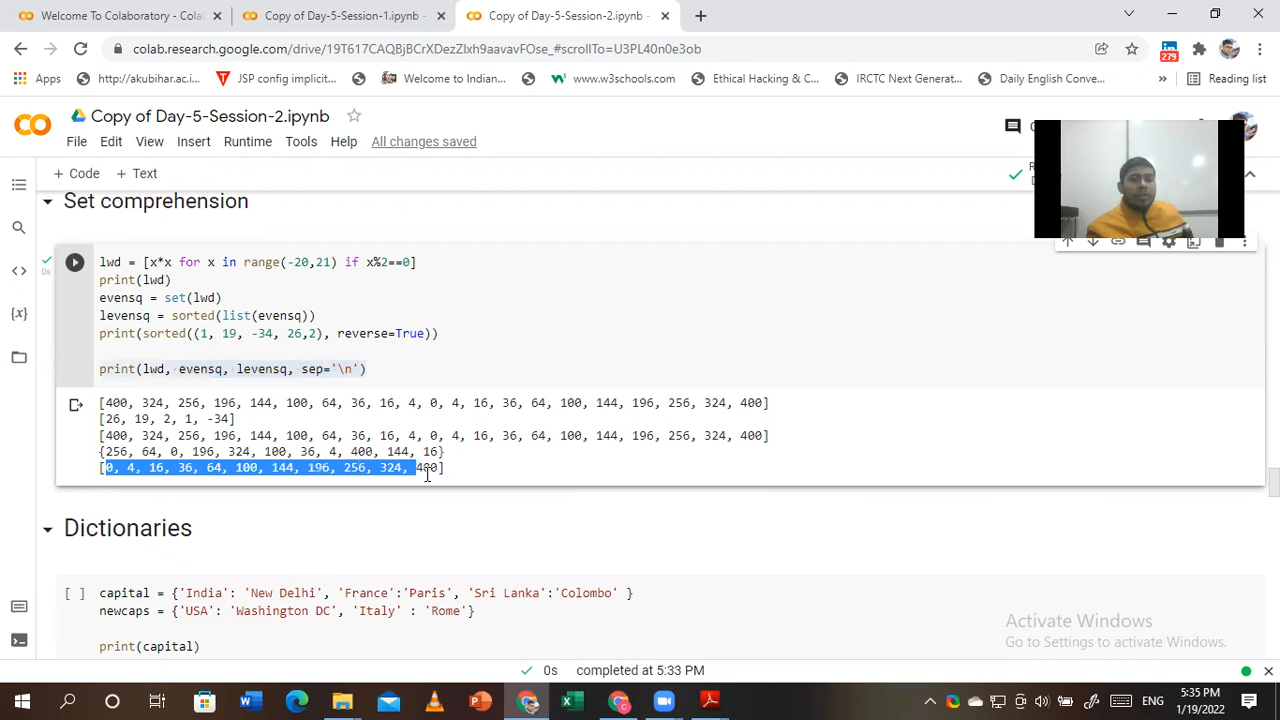 Welcome To Colaboratory - Colab
Copy of Day-5-Session-1.ipynb -
Copy of Day-5-Session-2.ipynb -
colab.research.google.com/drive/19T617CAQBjBCrXDezZixh9aavavFOse_#scrollTo=U3PL40n0e3ob
279
Apps
http://akubihar.ac.i...
JSP config implicit...
Welcome to Indian...
www.w3schools.com
Ethical Hacking & C...
IRCTC Next Generat...
Daily English Conve...
»
Reading list
Copy of Day-5-Session-2.ipynb
File Edit View Insert Runtime Tools Help All changes saved
+ Code + Text
Set comprehension
lwd = [x*x for x in range(-20,21) if x%2==0]
print(lwd)
evensq = set(lwd)
levensq = sorted(list(evensq))
print(sorted((1, 19, -34, 26,2), reverse=True))
print(lwd, evensq, levensq, sep='\n')
0s
[400, 324, 256, 196, 144, 100, 64, 36, 16, 4, 0, 4, 16, 36, 64, 100, 144, 196, 256, 324, 400]
[26, 19, 2, 1, -34]
[400, 324, 256, 196, 144, 100, 64, 36, 16, 4, 0, 4, 16, 36, 64, 100, 144, 196, 256, 324, 400]
{256, 64, 0, 196, 324, 100, 36, 4, 400, 144, 16}
[0, 4, 16, 36, 64, 100, 144, 196, 256, 324, 400]
Dictionaries
[ ] capital = {'India': 'New Delhi', 'France':'Paris', 'Sri Lanka':'Colombo' }
newcaps = {'USA': 'Washington DC', 'Italy' : 'Rome'}
print(capital)
Activate Windows
Go to Settings to activate Windows.
0s completed at 5:33 PM
ENG
5:35 PM
1/19/2022